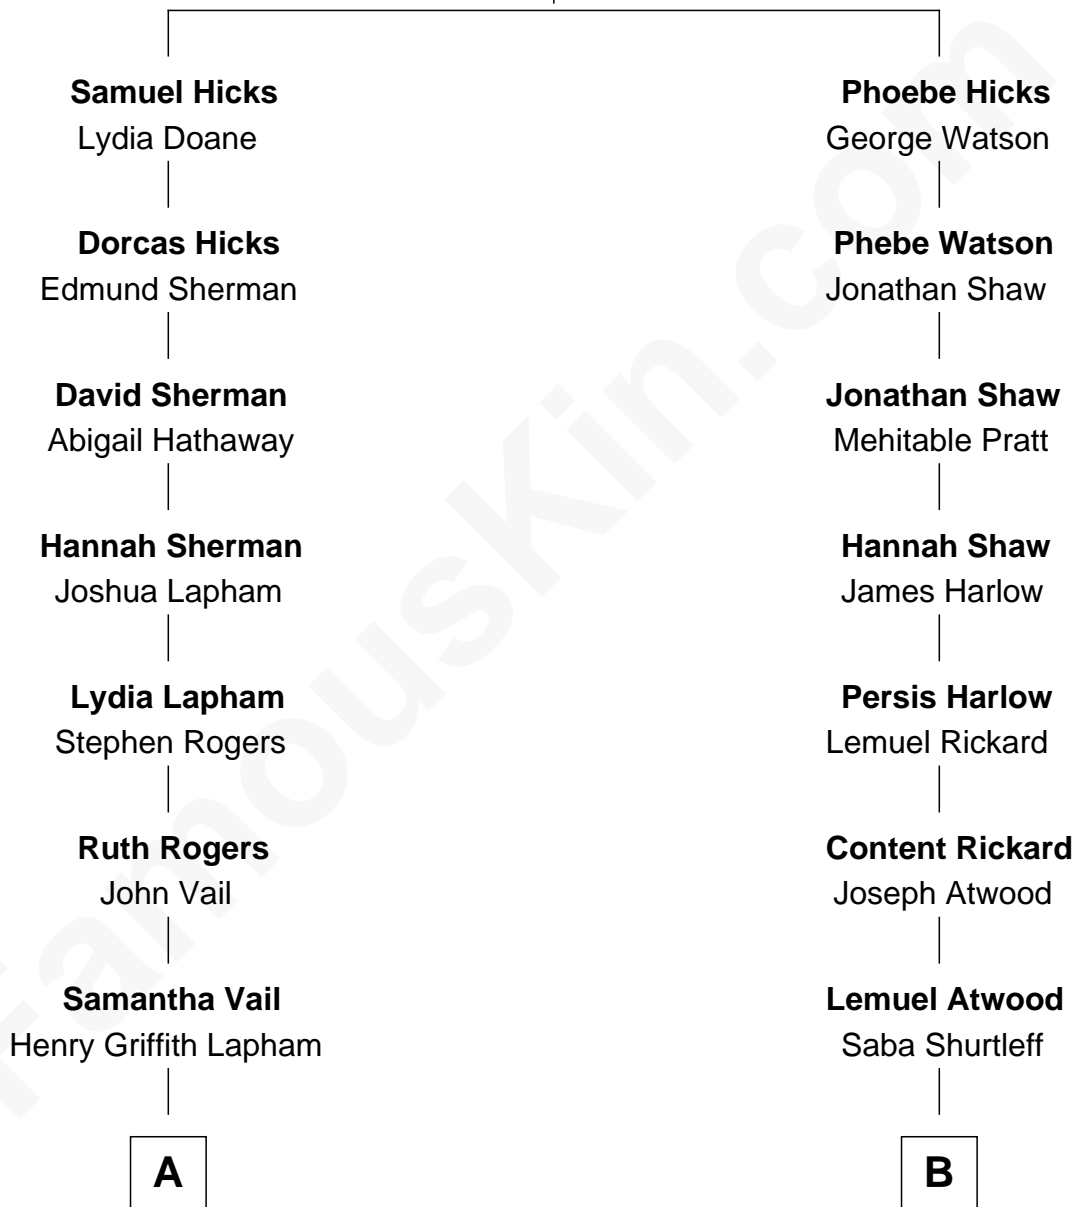 Samuel Hicks
Lydia Doane
Phoebe Hicks
George Watson
Dorcas Hicks
Edmund Sherman
Phebe Watson
Jonathan Shaw
David Sherman
Abigail Hathaway
Jonathan Shaw
Mehitable Pratt
Hannah Sherman
Joshua Lapham
Hannah Shaw
James Harlow
Lydia Lapham
Stephen Rogers
Persis Harlow
Lemuel Rickard
Ruth Rogers
John Vail
Content Rickard
Joseph Atwood
Samantha Vail
Henry Griffith Lapham
Lemuel Atwood
Saba Shurtleff
A
B
FamousKin.com